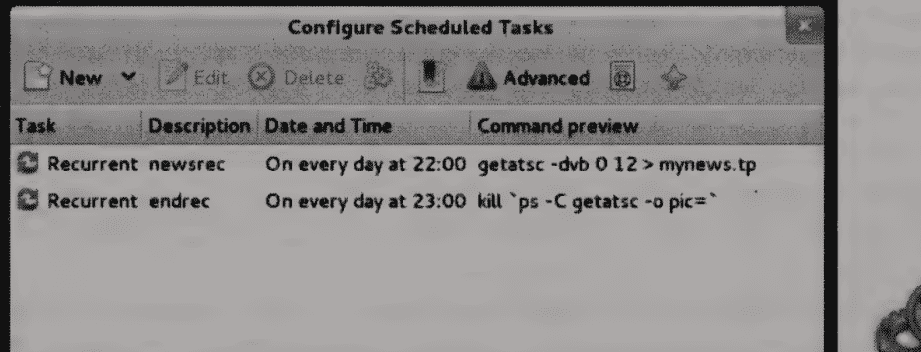 Configure Scheduled Tasks
New Edit Delete Advanced
Task Description Date and Time Command preview
Recurrent newsrec On every day at 22:00 getatsc -dvb 0 12 > mynews.tp
Recurrent endrec On every day at 23:00 kill `ps -C getatsc -o pic=`